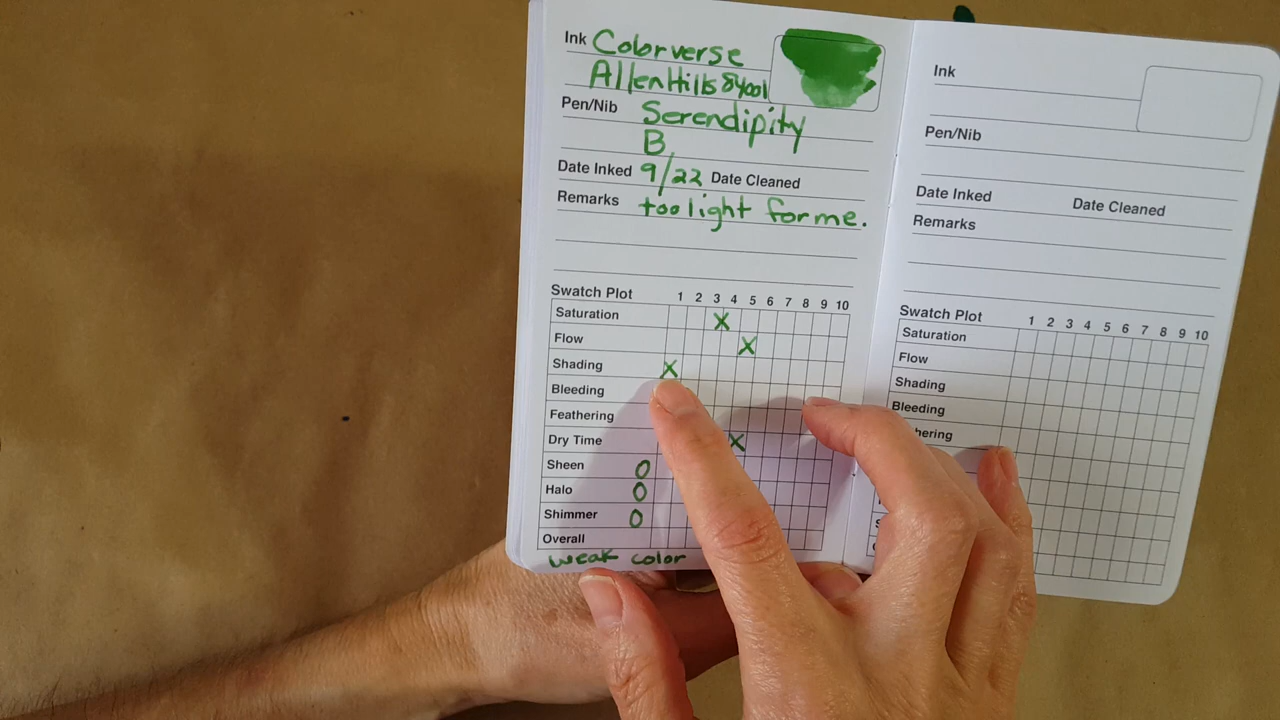 Ink Colorverse
Allen Hills 84001
Pen/Nib Serendipity
B
Date Inked 9/22 Date Cleaned
Remarks too light for me.
Swatch Plot 1 2 3 4 5 6 7 8 9 10
Saturation X
Flow X
Shading X
Bleeding
Feathering
Dry Time X
Sheen 0
Halo 0
Shimmer 0
Overall
weak color
Ink
Pen/Nib
Date Inked Date Cleaned
Remarks
Swatch Plot 1 2 3 4 5 6 7 8 9 10
Saturation
Flow
Shading
Bleeding
hering